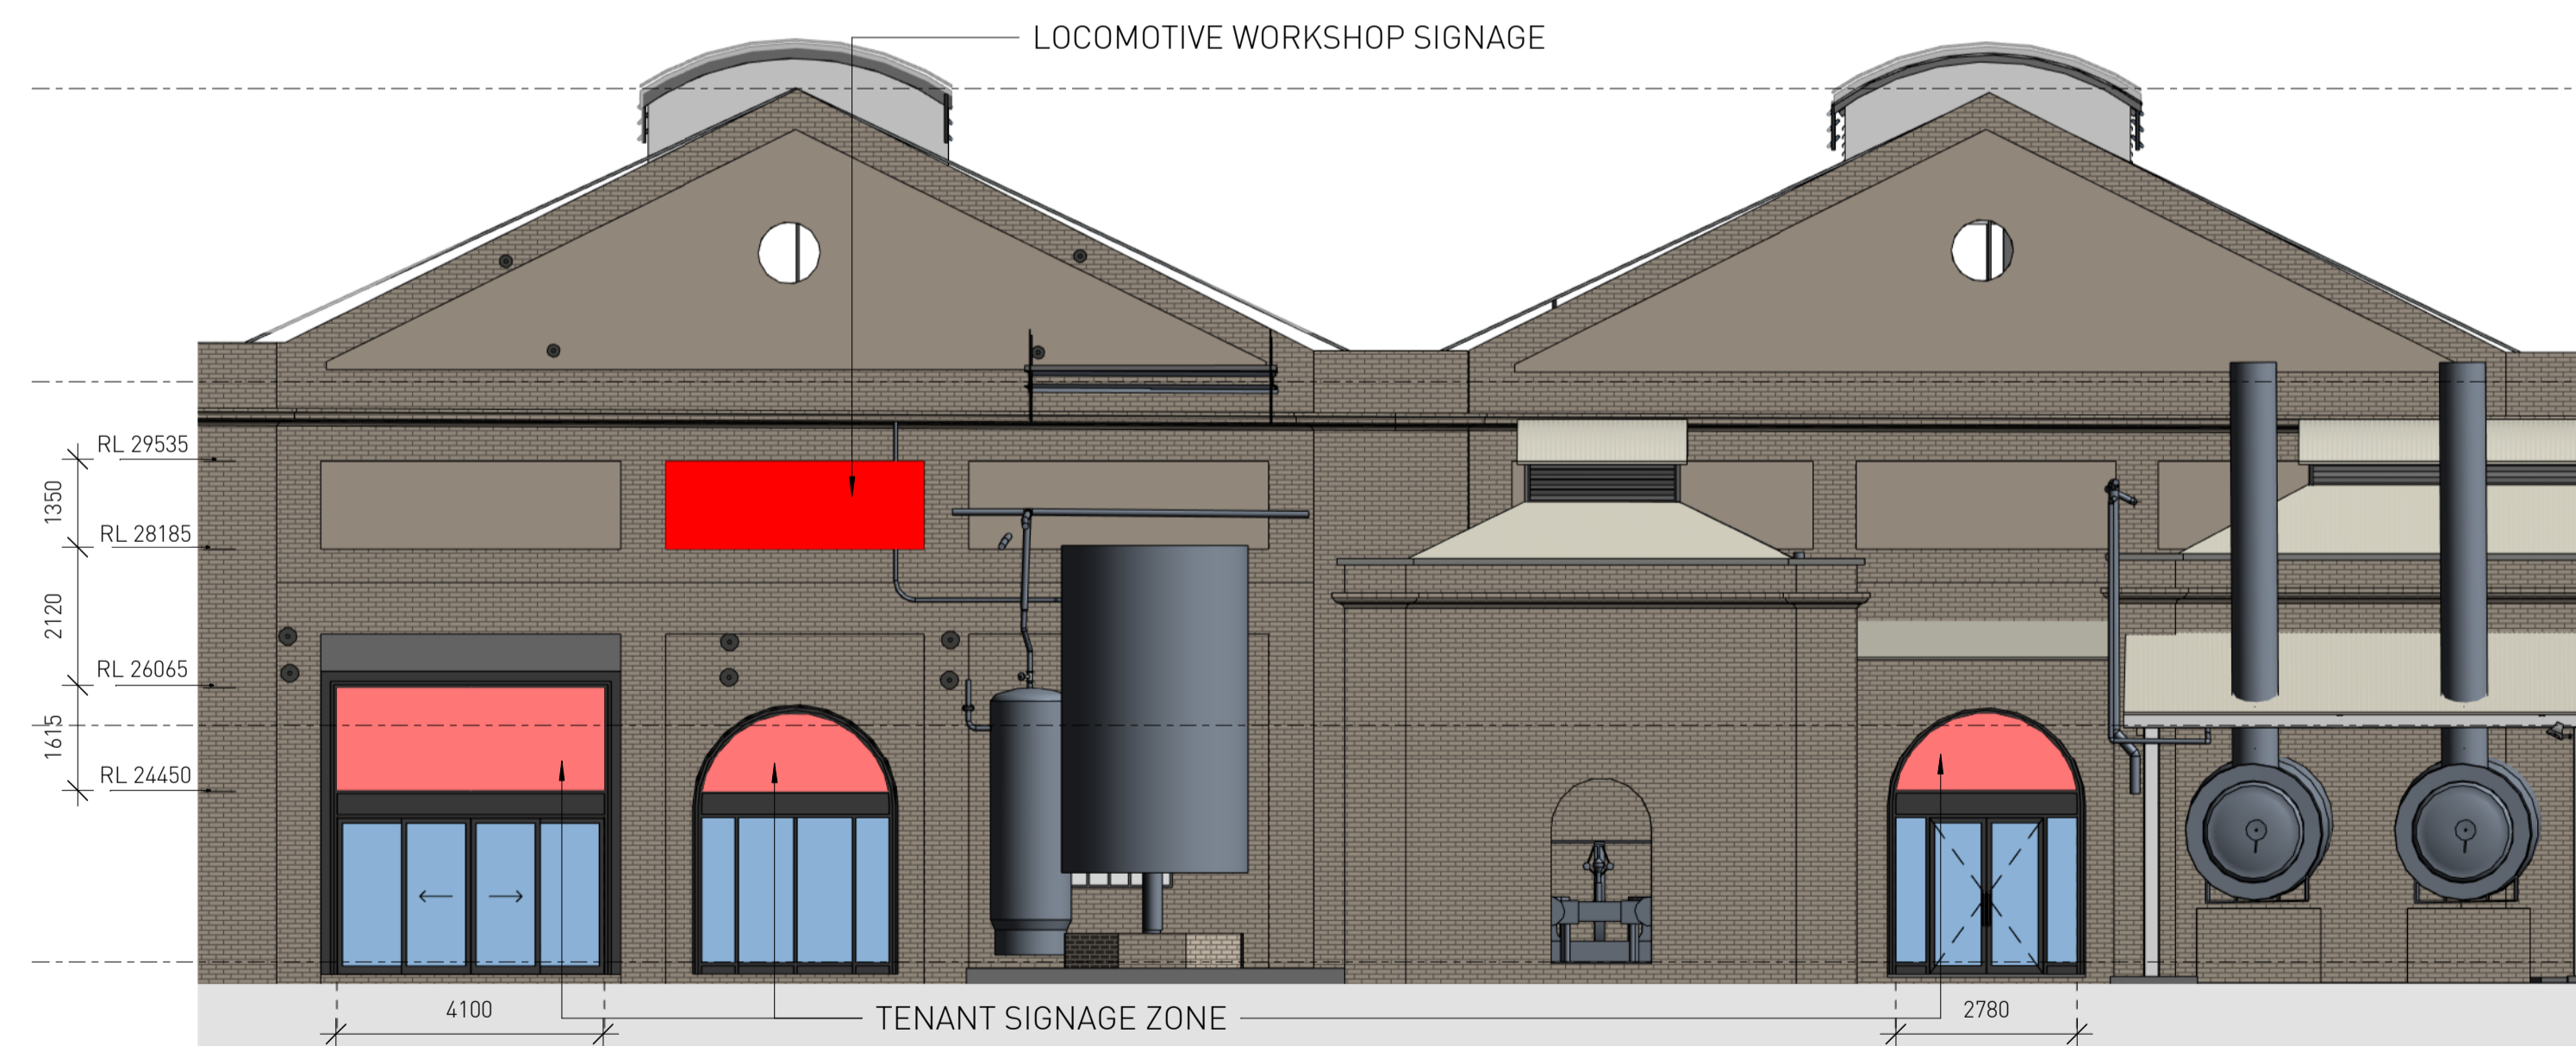 LOCOMOTIVE WORKSHOP SIGNAGE
RL 29535
1350
RL 28185
2120
RL 26065
1615
RL 24450
4100
TENANT SIGNAGE ZONE
2780